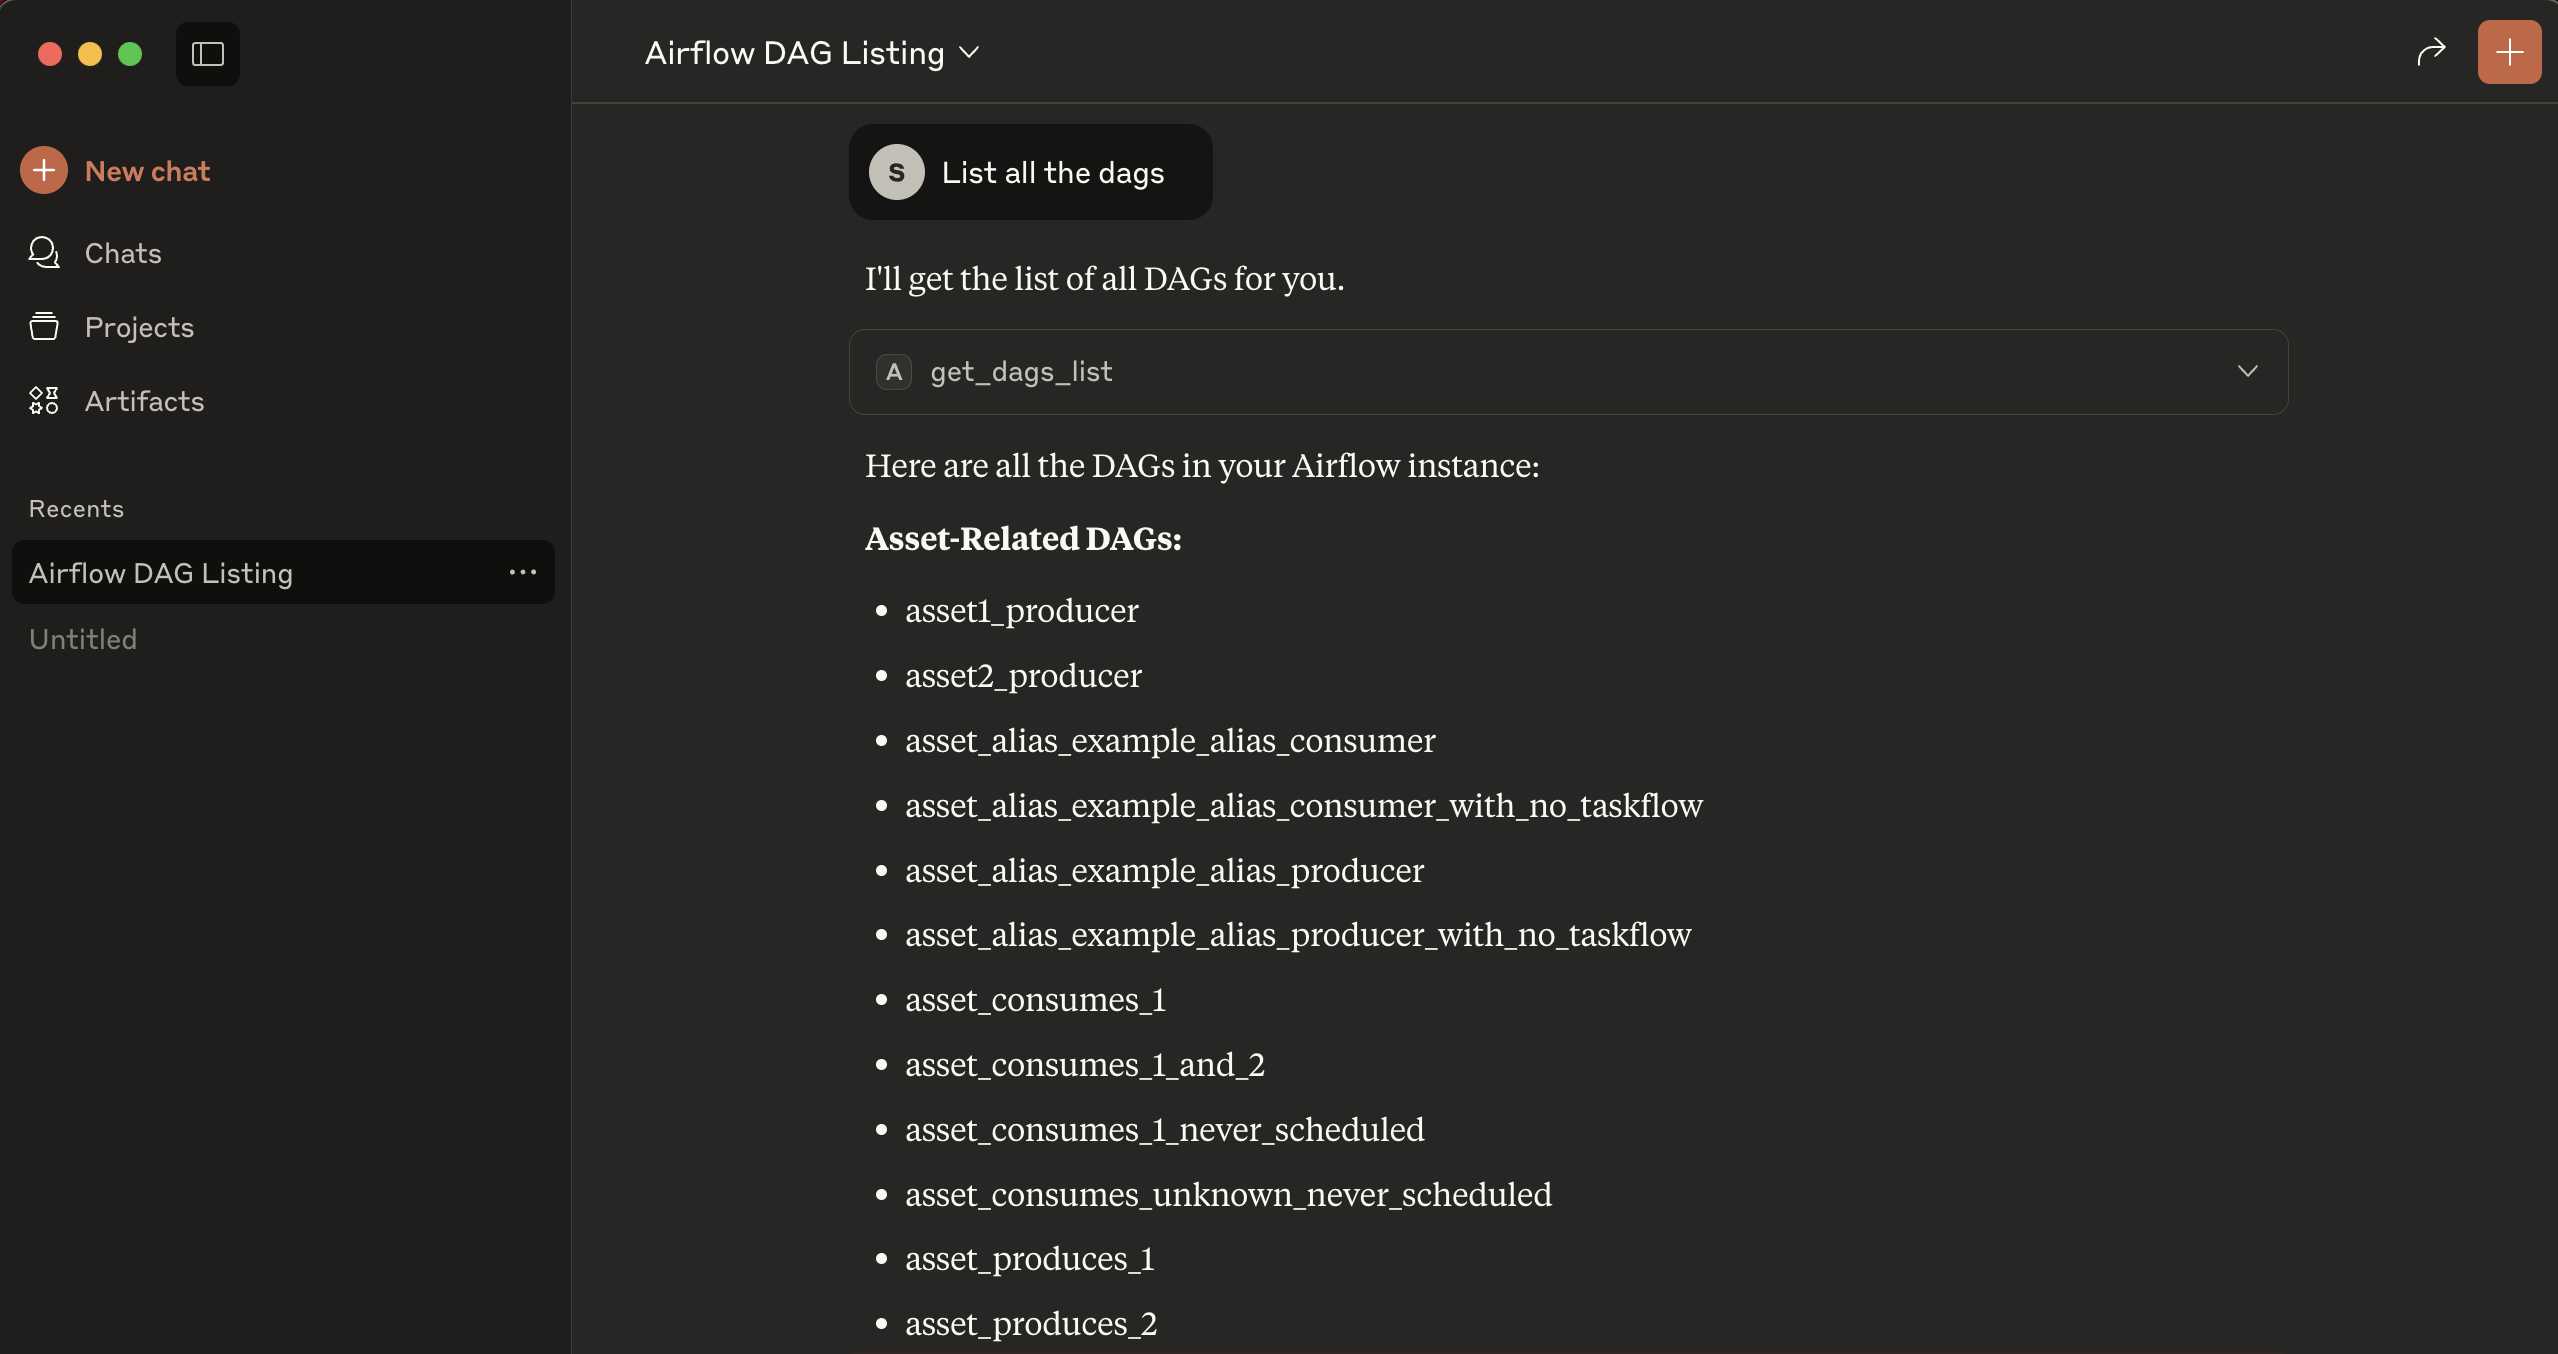 Airflow DAG Listing
New chat
Chats
Projects
Artifacts
Recents
Airflow DAG Listing
Untitled
S List all the dags
I'll get the list of all DAGs for you.
A get_dags_list
Here are all the DAGs in your Airflow instance:
Asset-Related DAGs:
asset1_producer
asset2_producer
asset_alias_example_alias_consumer
asset_alias_example_alias_consumer_with_no_taskflow
asset_alias_example_alias_producer
asset_alias_example_alias_producer_with_no_taskflow
asset_consumes_1
asset_consumes_1_and_2
asset_consumes_1_never_scheduled
asset_consumes_unknown_never_scheduled
asset_produces_1
asset_produces_2